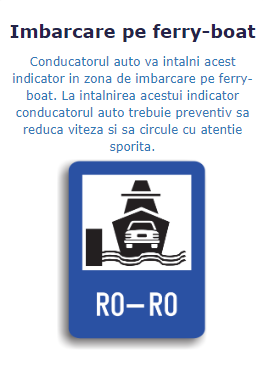 Imbarcare pe ferry-boat
Conducatorul auto va intalni acest
indicator in zona de imbarcare pe ferry-
boat. La intalnirea acestui indicator
conducatorul auto trebuie preventiv sa
reduca viteza si sa circule cu atentie
sporita.
RO-RO